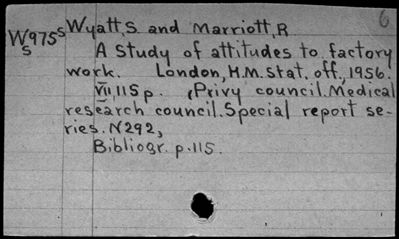 6
W975s Wyatt, S. and Marriott, R
S A study of attitudes to factory
work. London, H.M. Stat. off., 1956.
VII, 115 p. (Privy council. Medical
research council. Special report se-
ries. N292,
Bibliogr. p. 115.